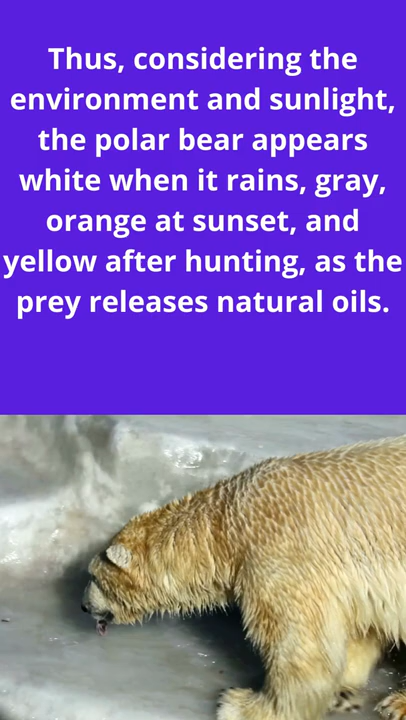 Thus, considering the
environment and sunlight,
the polar bear appears
white when it rains, gray,
orange at sunset, and
yellow after hunting, as the
prey releases natural oils.